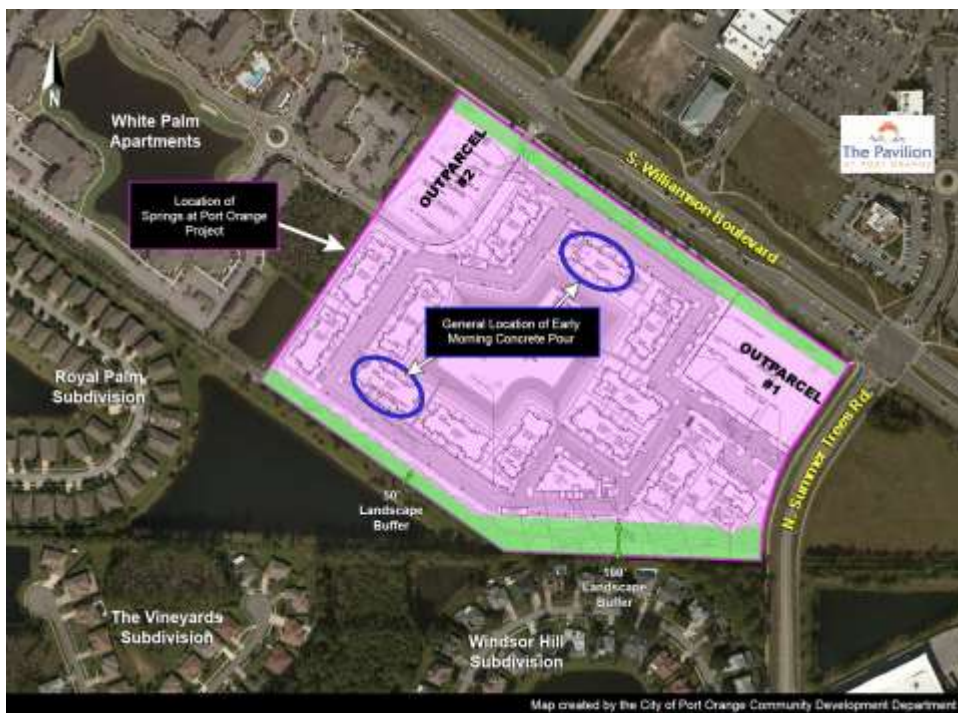 N
White Palm
Apartments
Location of
Springs at Port Orange
Project
OUTPARCEL
#2
S. Williamson Boulevard
The Pavilion
AT PORT ORANGE
General Location of Early
Morning Concrete Pour
OUTPARCEL
#1
Royal Palm
Subdivision
N. Summer Trees Rd.
50'
Landscape
Buffer
100'
Landscape
Buffer
The Vineyards
Subdivision
Windsor Hill
Subdivision
Map created by the City of Port Orange Community Development Department